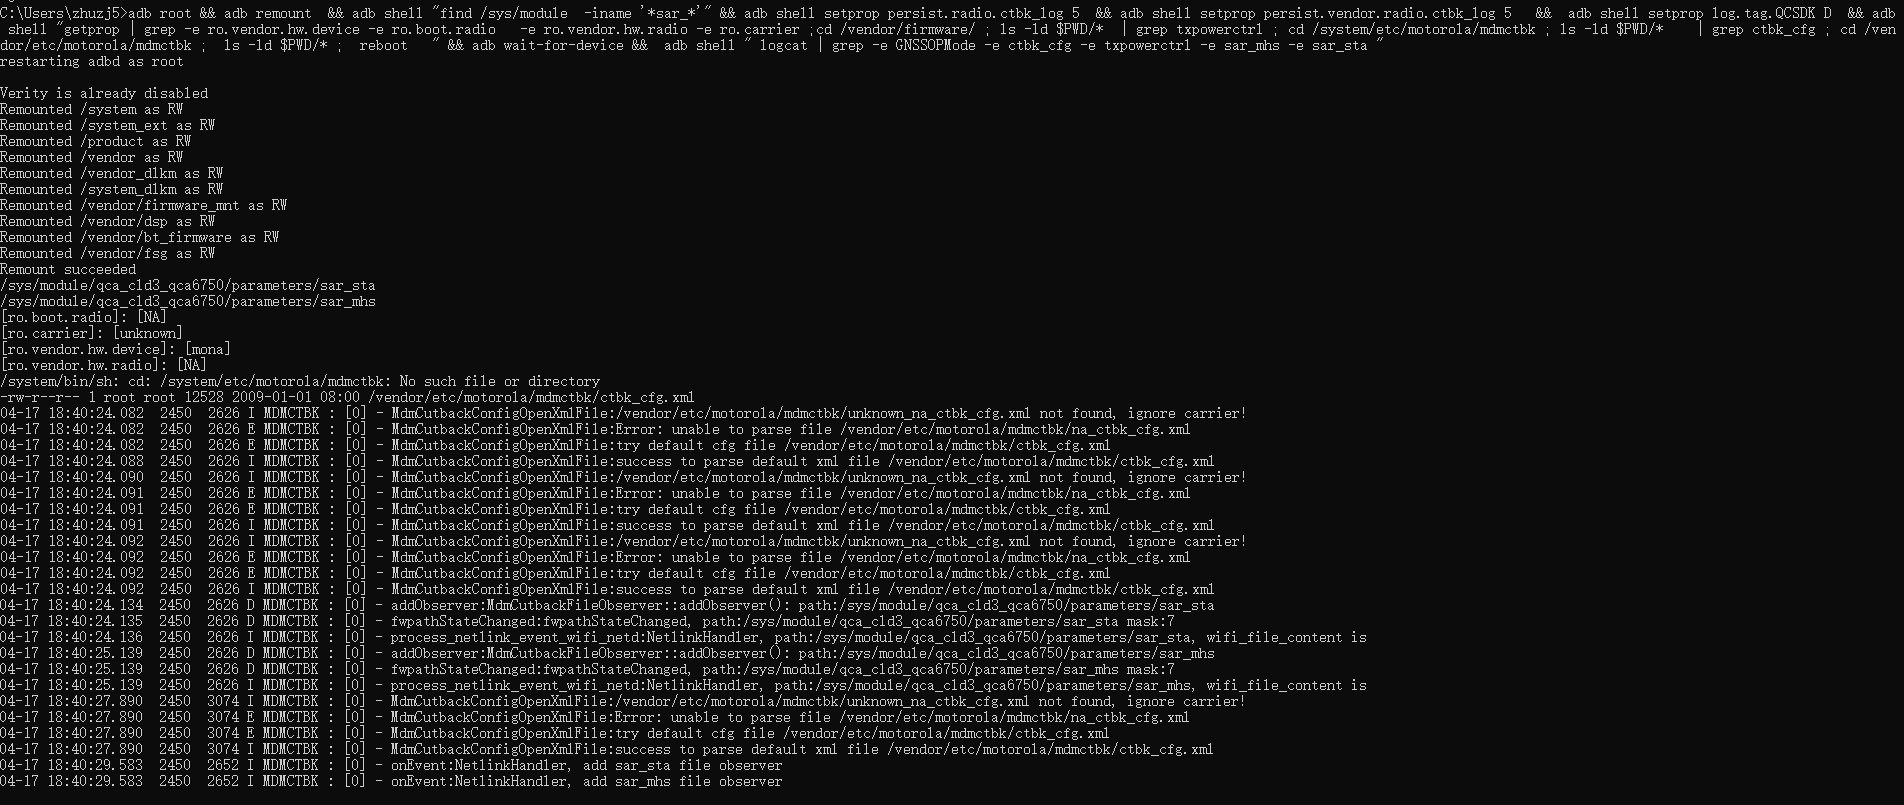 C:\Users\zhuzj5>adb root && adb remount  && adb shell "find /sys/module  -iname '*sar_*'" && adb shell setprop persist.radio.ctbk_log 5  && adb shell setprop persist.vendor.radio.ctbk_log 5   &&  adb shell setprop log.tag.QCSDK D  && adb
 shell "getprop | grep -e ro.vendor.hw.device -e ro.boot.radio   -e ro.vendor.hw.radio -e ro.carrier ;cd /vendor/firmware/ ; ls -ld $PWD/*  | grep txpowerctrl ; cd /system/etc/motorola/mdmctbk ; ls -ld $PWD/*    | grep ctbk_cfg ; cd /ven
dor/etc/motorola/mdmctbk ;  ls -ld $PWD/* ;  reboot   " && adb wait-for-device &&  adb shell " logcat | grep -e GNSSOPMode -e ctbk_cfg -e txpowerctrl -e sar_mhs -e sar_sta "
restarting adbd as root
Verity is already disabled
Remounted /system as RW
Remounted /system_ext as RW
Remounted /product as RW
Remounted /vendor as RW
Remounted /vendor_dlkm as RW
Remounted /system_dlkm as RW
Remounted /vendor/firmware_mnt as RW
Remounted /vendor/dsp as RW
Remounted /vendor/bt_firmware as RW
Remounted /vendor/fsg as RW
Remount succeeded
/sys/module/qca_cld3_qca6750/parameters/sar_sta
/sys/module/qca_cld3_qca6750/parameters/sar_mhs
[ro.boot.radio]: [NA]
[ro.carrier]: [unknown]
[ro.vendor.hw.device]: [mona]
[ro.vendor.hw.radio]: [NA]
/system/bin/sh: cd: /system/etc/motorola/mdmctbk: No such file or directory
-rw-r--r-- 1 root root 12528 2009-01-01 08:00 /vendor/etc/motorola/mdmctbk/ctbk_cfg.xml
04-17 18:40:24.082  2450  2626 I MDMCTBK : [0] - MdmCutbackConfigOpenXmlFile:/vendor/etc/motorola/mdmctbk/unknown_na_ctbk_cfg.xml not found, ignore carrier!
04-17 18:40:24.082  2450  2626 E MDMCTBK : [0] - MdmCutbackConfigOpenXmlFile:Error: unable to parse file /vendor/etc/motorola/mdmctbk/na_ctbk_cfg.xml
04-17 18:40:24.082  2450  2626 E MDMCTBK : [0] - MdmCutbackConfigOpenXmlFile:try default cfg file /vendor/etc/motorola/mdmctbk/ctbk_cfg.xml
04-17 18:40:24.088  2450  2626 I MDMCTBK : [0] - MdmCutbackConfigOpenXmlFile:success to parse default xml file /vendor/etc/motorola/mdmctbk/ctbk_cfg.xml
04-17 18:40:24.090  2450  2626 I MDMCTBK : [0] - MdmCutbackConfigOpenXmlFile:/vendor/etc/motorola/mdmctbk/unknown_na_ctbk_cfg.xml not found, ignore carrier!
04-17 18:40:24.091  2450  2626 E MDMCTBK : [0] - MdmCutbackConfigOpenXmlFile:Error: unable to parse file /vendor/etc/motorola/mdmctbk/na_ctbk_cfg.xml
04-17 18:40:24.091  2450  2626 E MDMCTBK : [0] - MdmCutbackConfigOpenXmlFile:try default cfg file /vendor/etc/motorola/mdmctbk/ctbk_cfg.xml
04-17 18:40:24.091  2450  2626 I MDMCTBK : [0] - MdmCutbackConfigOpenXmlFile:success to parse default xml file /vendor/etc/motorola/mdmctbk/ctbk_cfg.xml
04-17 18:40:24.092  2450  2626 I MDMCTBK : [0] - MdmCutbackConfigOpenXmlFile:/vendor/etc/motorola/mdmctbk/unknown_na_ctbk_cfg.xml not found, ignore carrier!
04-17 18:40:24.092  2450  2626 E MDMCTBK : [0] - MdmCutbackConfigOpenXmlFile:Error: unable to parse file /vendor/etc/motorola/mdmctbk/na_ctbk_cfg.xml
04-17 18:40:24.092  2450  2626 E MDMCTBK : [0] - MdmCutbackConfigOpenXmlFile:try default cfg file /vendor/etc/motorola/mdmctbk/ctbk_cfg.xml
04-17 18:40:24.092  2450  2626 I MDMCTBK : [0] - MdmCutbackConfigOpenXmlFile:success to parse default xml file /vendor/etc/motorola/mdmctbk/ctbk_cfg.xml
04-17 18:40:24.134  2450  2626 D MDMCTBK : [0] - addObserver:MdmCutbackFileObserver::addObserver(): path:/sys/module/qca_cld3_qca6750/parameters/sar_sta
04-17 18:40:24.135  2450  2626 D MDMCTBK : [0] - fwpathStateChanged:fwpathStateChanged, path:/sys/module/qca_cld3_qca6750/parameters/sar_sta mask:7
04-17 18:40:24.136  2450  2626 I MDMCTBK : [0] - process_netlink_event_wifi_netd:NetlinkHandler, path:/sys/module/qca_cld3_qca6750/parameters/sar_sta, wifi_file_content is
04-17 18:40:25.139  2450  2626 D MDMCTBK : [0] - addObserver:MdmCutbackFileObserver::addObserver(): path:/sys/module/qca_cld3_qca6750/parameters/sar_mhs
04-17 18:40:25.139  2450  2626 D MDMCTBK : [0] - fwpathStateChanged:fwpathStateChanged, path:/sys/module/qca_cld3_qca6750/parameters/sar_mhs mask:7
04-17 18:40:25.139  2450  2626 I MDMCTBK : [0] - process_netlink_event_wifi_netd:NetlinkHandler, path:/sys/module/qca_cld3_qca6750/parameters/sar_mhs, wifi_file_content is
04-17 18:40:27.890  2450  3074 I MDMCTBK : [0] - MdmCutbackConfigOpenXmlFile:/vendor/etc/motorola/mdmctbk/unknown_na_ctbk_cfg.xml not found, ignore carrier!
04-17 18:40:27.890  2450  3074 E MDMCTBK : [0] - MdmCutbackConfigOpenXmlFile:Error: unable to parse file /vendor/etc/motorola/mdmctbk/na_ctbk_cfg.xml
04-17 18:40:27.890  2450  3074 E MDMCTBK : [0] - MdmCutbackConfigOpenXmlFile:try default cfg file /vendor/etc/motorola/mdmctbk/ctbk_cfg.xml
04-17 18:40:27.890  2450  3074 I MDMCTBK : [0] - MdmCutbackConfigOpenXmlFile:success to parse default xml file /vendor/etc/motorola/mdmctbk/ctbk_cfg.xml
04-17 18:40:29.583  2450  2652 I MDMCTBK : [0] - onEvent:NetlinkHandler, add sar_sta file observer
04-17 18:40:29.583  2450  2652 I MDMCTBK : [0] - onEvent:NetlinkHandler, add sar_mhs file observer